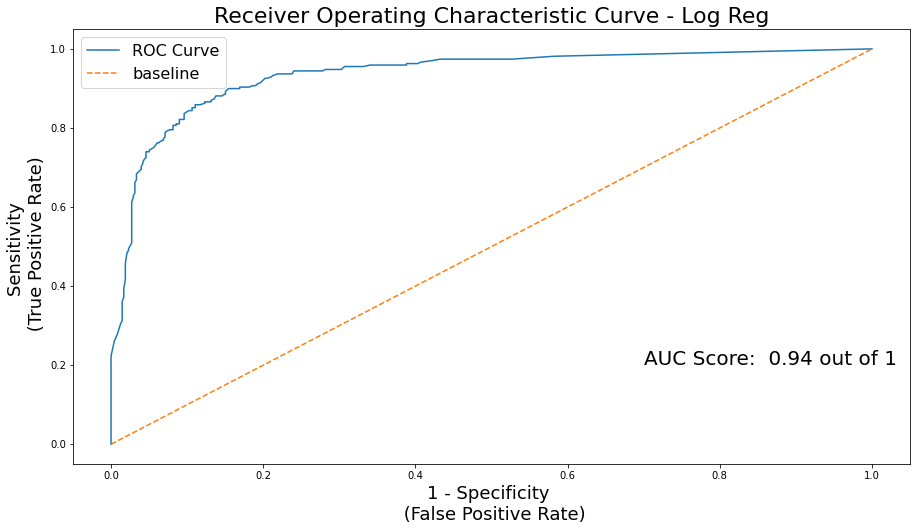 Receiver Operating Characteristic Curve - Log Reg
ROC Curve
baseline
1.0
0.8
0.6
0.4
0.2
0.0
Sensitivity
(True Positive Rate)
AUC Score:  0.94 out of 1
0.0 0.2 0.4 0.6 0.8 1.0
1 - Specificity
(False Positive Rate)